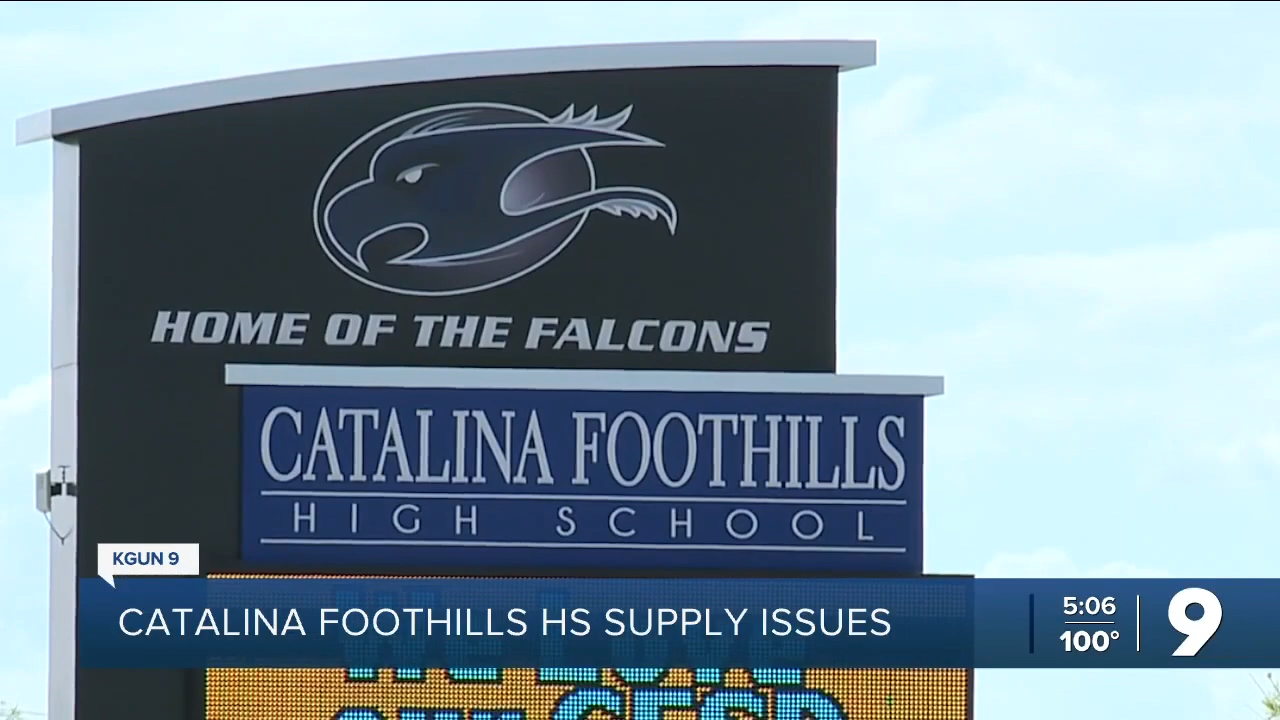 HOME OF THE FALCONS
CATALINA FOOTHILLS
HIGH SCHOOL
KGUN 9
CATALINA FOOTHILLS HS SUPPLY ISSUES
5:06
100°
9
CFSD